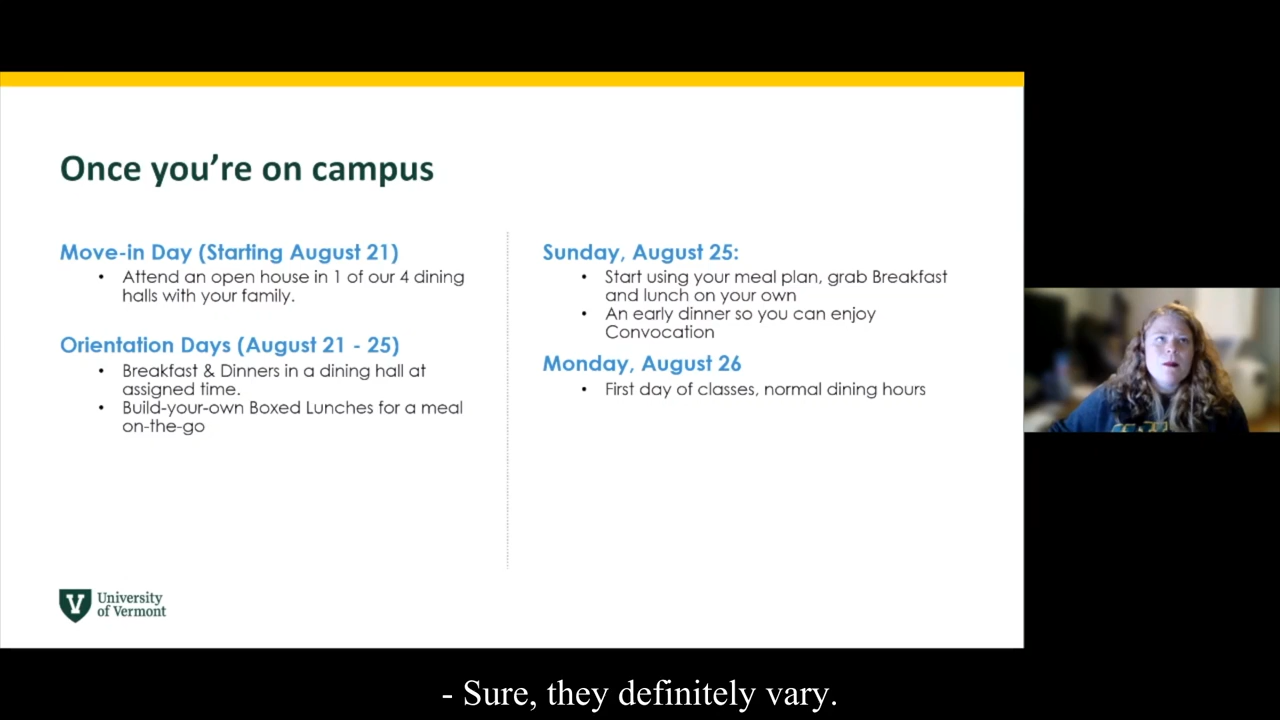 Once you're on campus
Move-in Day (Starting August 21)
• Attend an open house in 1 of our 4 dining
halls with your family.
Orientation Days (August 21 - 25)
• Breakfast & Dinners in a dining hall at
assigned time.
• Build-your-own Boxed Lunches for a meal
on-the-go
Sunday, August 25:
• Start using your meal plan, grab Breakfast
and lunch on your own
• An early dinner so you can enjoy
Convocation
Monday, August 26
• First day of classes, normal dining hours
University
of Vermont
- Sure, they definitely vary.